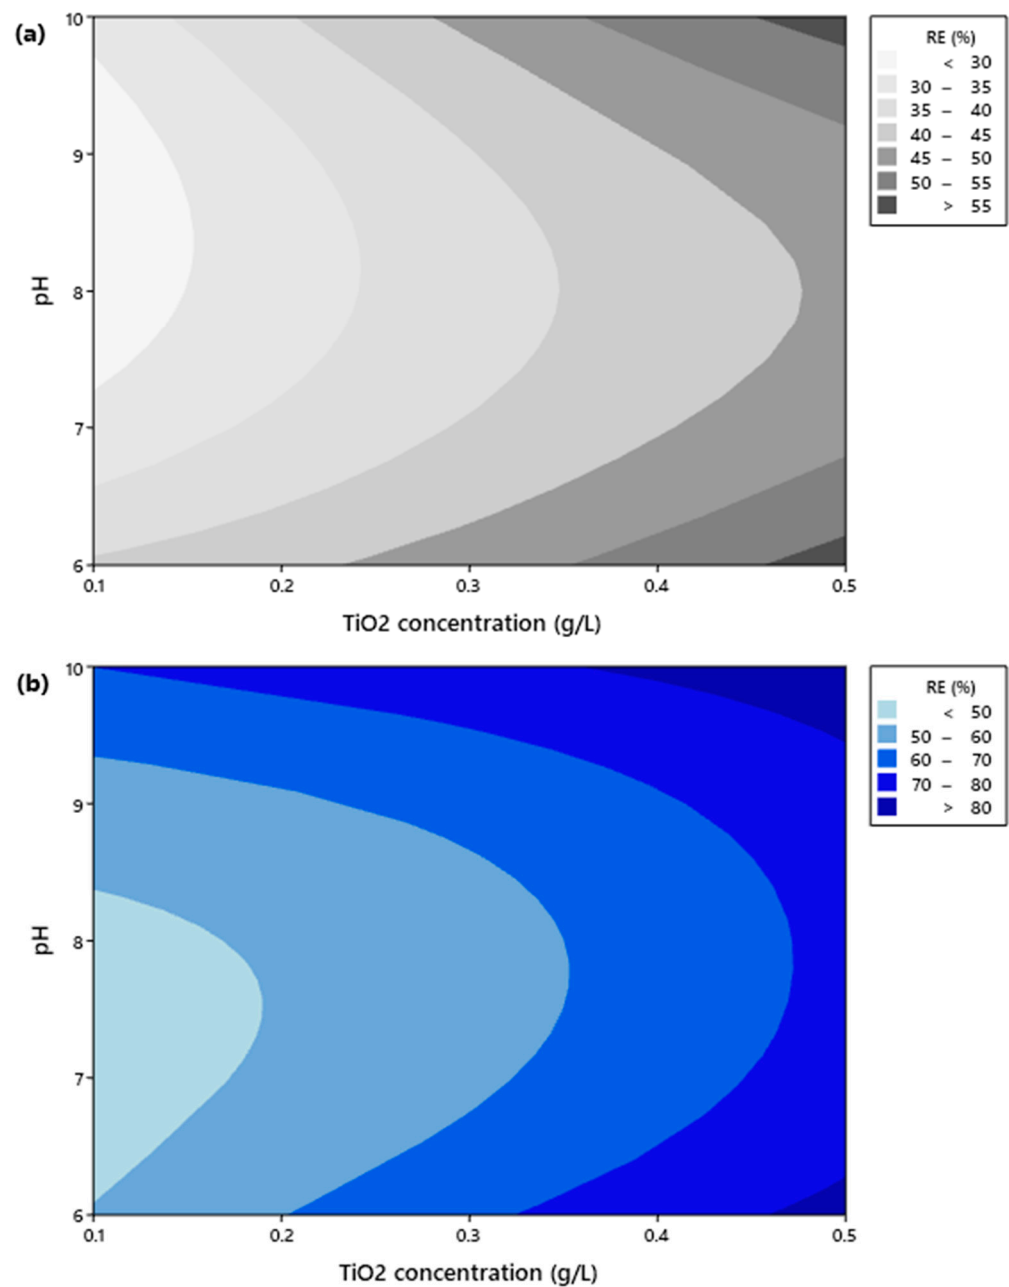 (a)
10
9
8
7
6
pH
0.1 0.2 0.3 0.4 0.5
TiO2 concentration (g/L)
RE (%)
< 30
30 – 35
35 – 40
40 – 45
45 – 50
50 – 55
> 55
(b)
10
9
8
7
6
pH
0.1 0.2 0.3 0.4 0.5
TiO2 concentration (g/L)
RE (%)
< 50
50 – 60
60 – 70
70 – 80
> 80